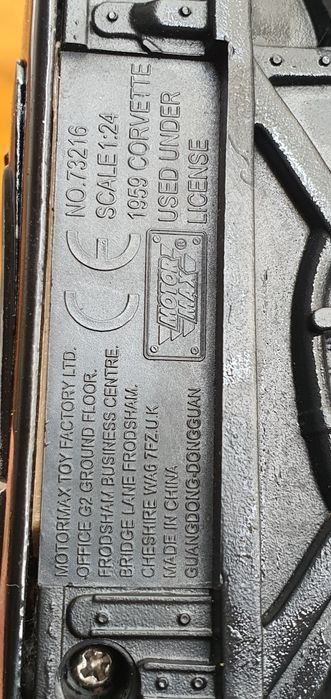 NO.73216
SCALE 1:24
1959 CORVETTE
USED UNDER
LICENSE
CE
MOTOR
MAX
®
MOTORMAX TOY FACTORY LTD.
OFFICE G2 GROUND FLOOR.
FRODSHAM BUSINESS CENTRE.
BRIDGE LANE FRODSHAM.
CHESHIRE WA6 7FZ.U.K
MADE IN CHINA
GUANGDONG-DONGGUAN